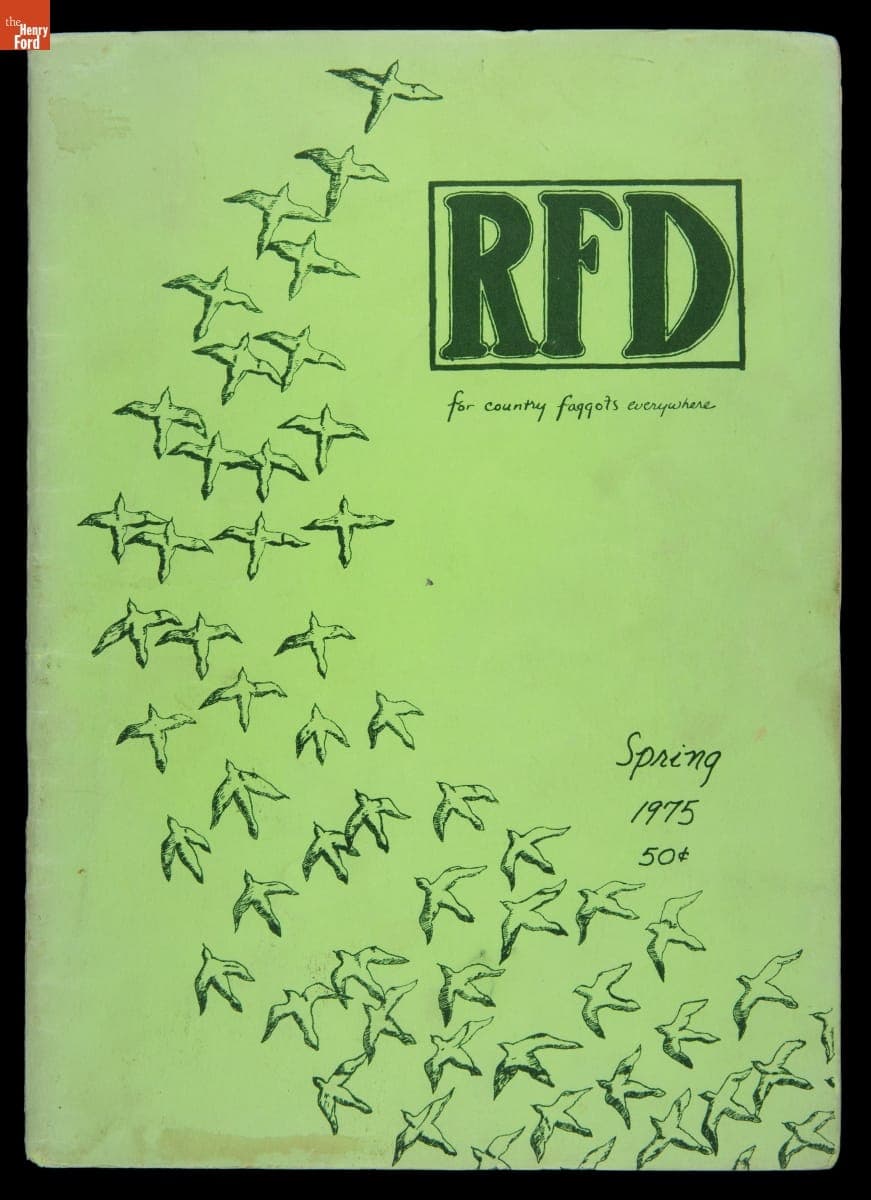 the
Henry
Ford
RFD
for country faggots everywhere
Spring
1975
50¢